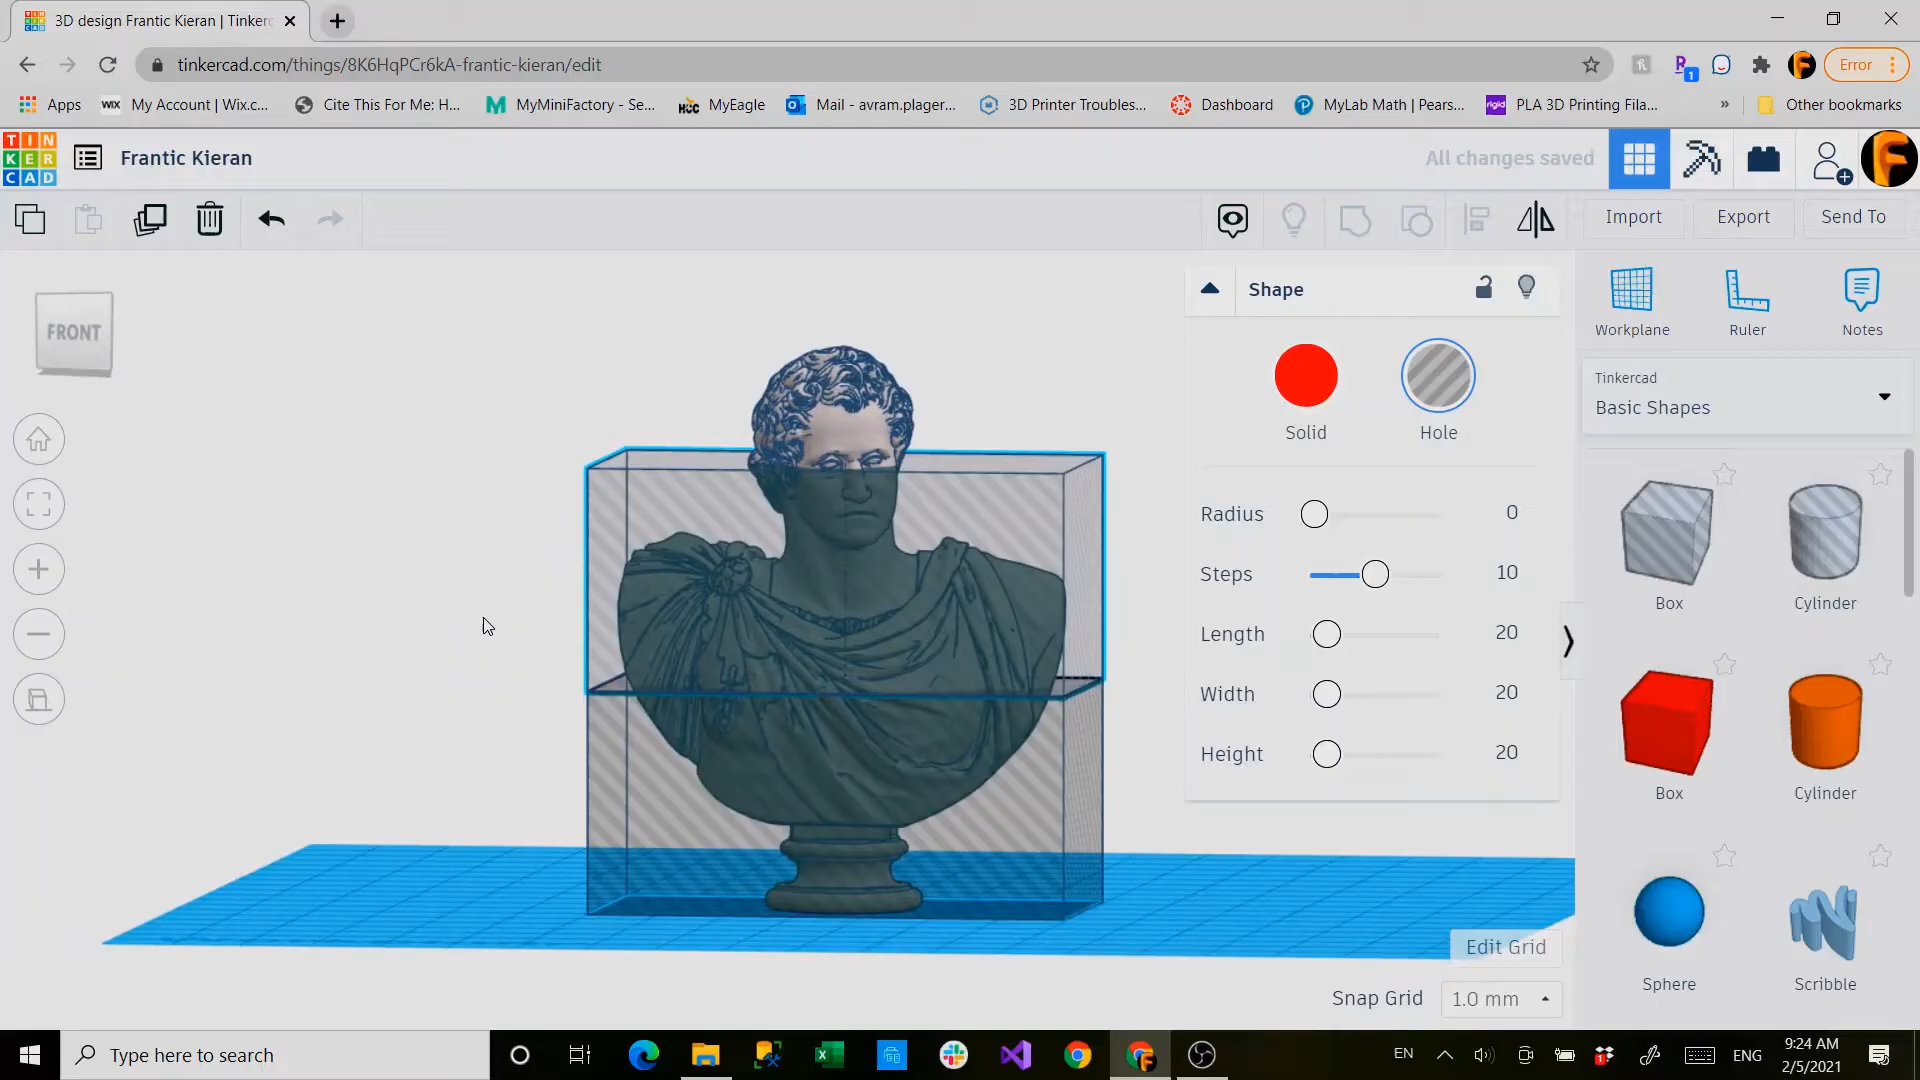 3D design Frantic Kieran | Tinkerc
tinkercad.com/things/8K6HqPCr6kA-frantic-kieran/edit
Error
Apps
WIX My Account | Wix.c...
Cite This For Me: H...
MyMiniFactory - Se...
HCC MyEagle
Mail - avram.plager...
3D Printer Troubles...
Dashboard
MyLab Math | Pears...
rigid PLA 3D Printing Fila...
»
Other bookmarks
TIN
KER
CAD
Frantic Kieran
All changes saved
Import
Export
Send To
FRONT
Shape
Solid
Hole
Radius 0
Steps 10
Length 20
Width 20
Height 20
Workplane
Ruler
Notes
Tinkercad
Basic Shapes
Box
Cylinder
Box
Cylinder
Sphere
Scribble
Edit Grid
Snap Grid 1.0 mm
Type here to search
EN
ENG
9:24 AM
2/5/2021